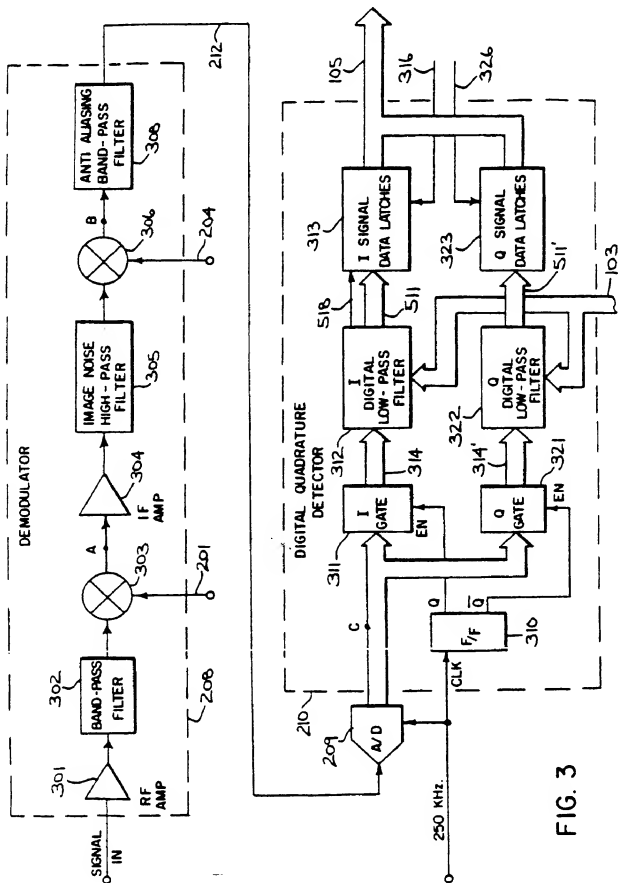 DEMODULATOR
SIGNAL
IN
301
RF
AMP
302
BAND-PASS
FILTER
303
A
201
304
IF
AMP
305
IMAGE NOISE
HIGH-PASS
FILTER
306
B
204
ANTI ALIASING
BAND-PASS
FILTER
308
208
212
DIGITAL QUADRATURE
DETECTOR
210
209
A/D
250 KHz.
C
CLK
F/F
310
Q
Q̅
311
I
GATE
EN
314
312
I
DIGITAL
LOW-PASS
FILTER
518
511
313
I SIGNAL
DATA LATCHES
105
316
326
Q
GATE
EN
321
314'
322
Q
DIGITAL
LOW-PASS
FILTER
511'
323
Q SIGNAL
DATA LATCHES
103
FIG. 3